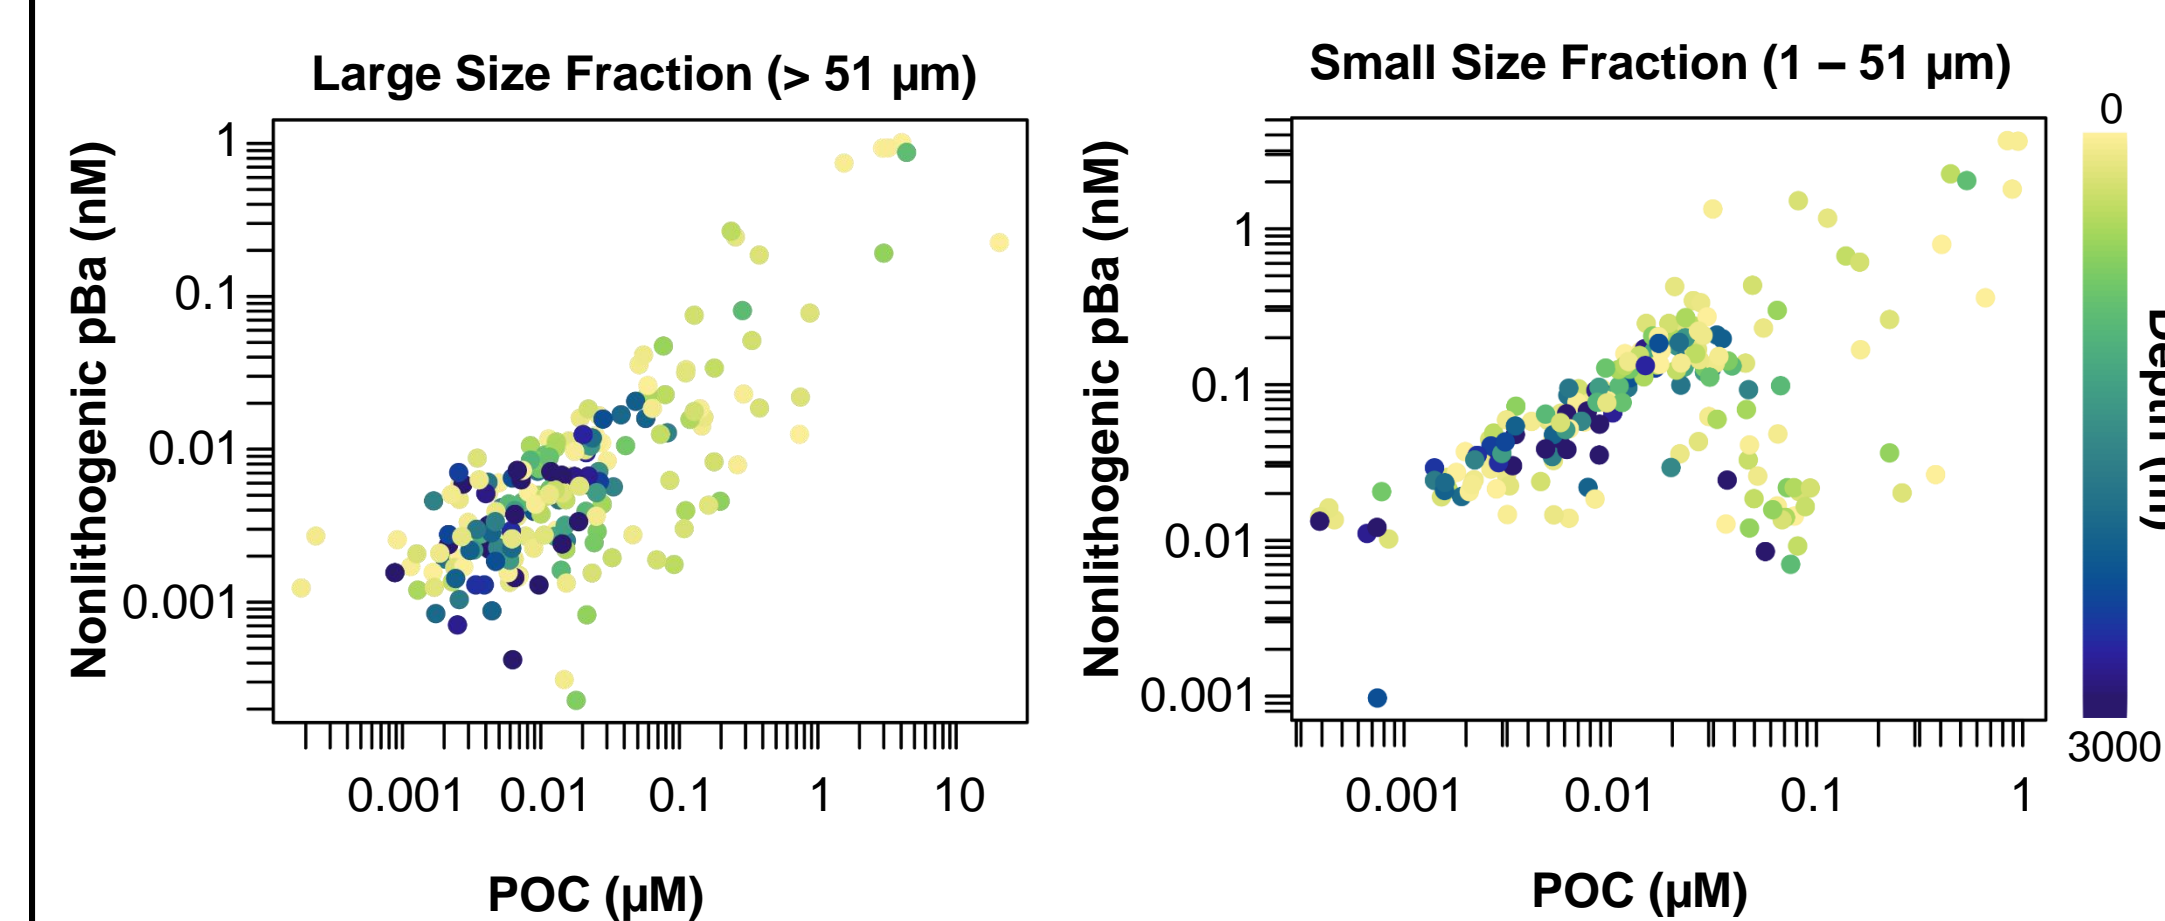 Large Size Fraction (> 51 µm)
Nonlithogenic pBa (nM)
1
0.1
0.01
0.001
0.001 0.01 0.1 1 10
POC (µM)
Small Size Fraction (1 – 51 µm)
Nonlithogenic pBa (nM)
1
0.1
0.01
0.001
0.001 0.01 0.1 1
POC (µM)
0
Depth (m)
3000